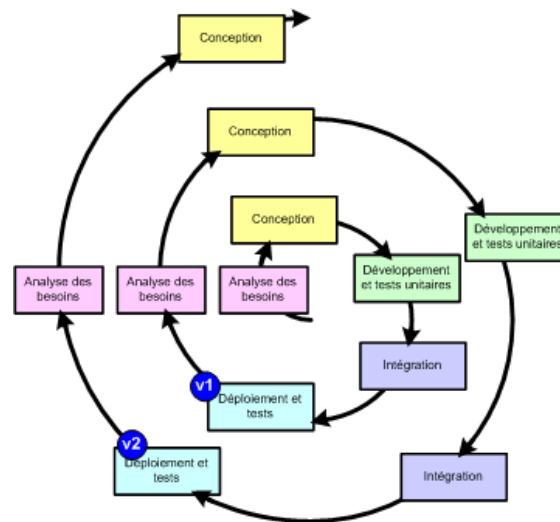 Conception
Conception
Conception
Développement
et tests unitaires
Développement
et tests unitaires
Analyse des
besoins
Analyse des
besoins
Analyse des
besoins
Intégration
v1
Déploiement et
tests
v2
Déploiement et
tests
Intégration